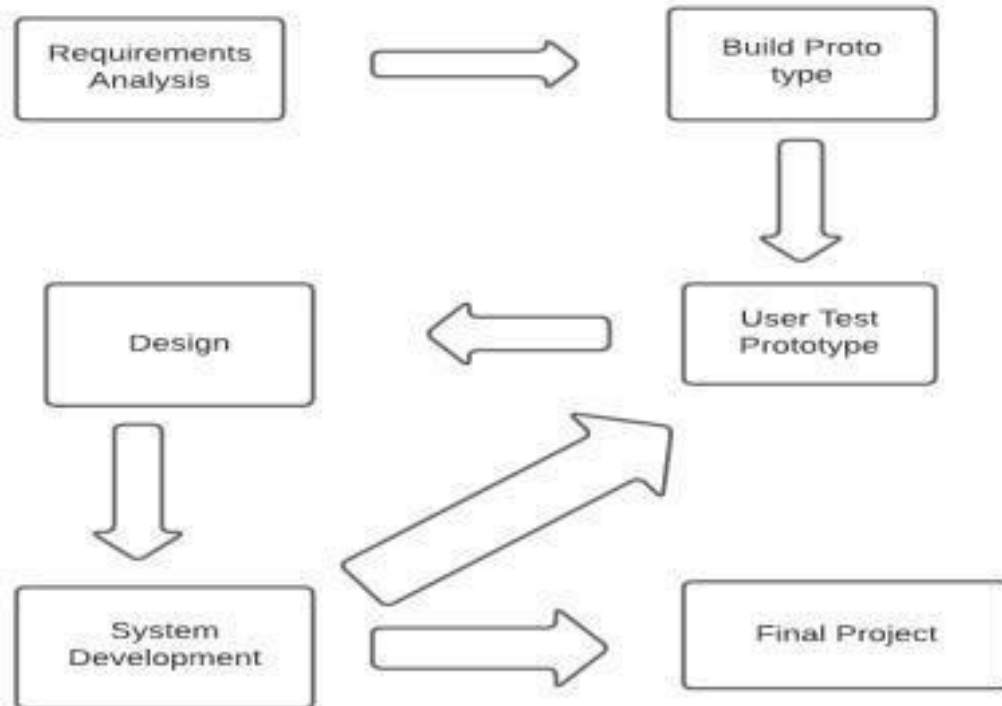 Requirements
Analysis
Build Proto
type
Design
User Test
Prototype
System
Development
Final Project